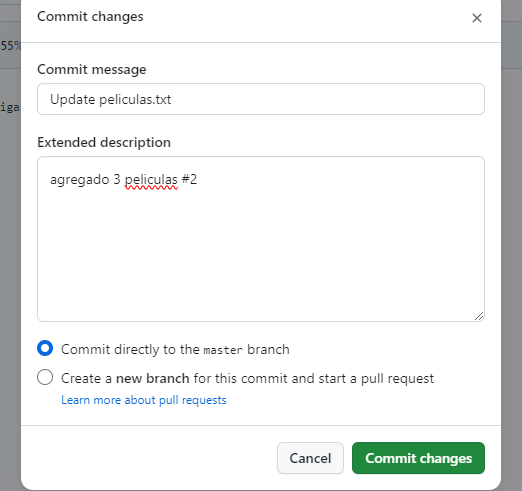 Commit changes
55%
iga
Commit message
Update peliculas.txt
Extended description
agregado 3 peliculas #2
Commit directly to the master branch
Create a new branch for this commit and start a pull request
Learn more about pull requests
Cancel
Commit changes